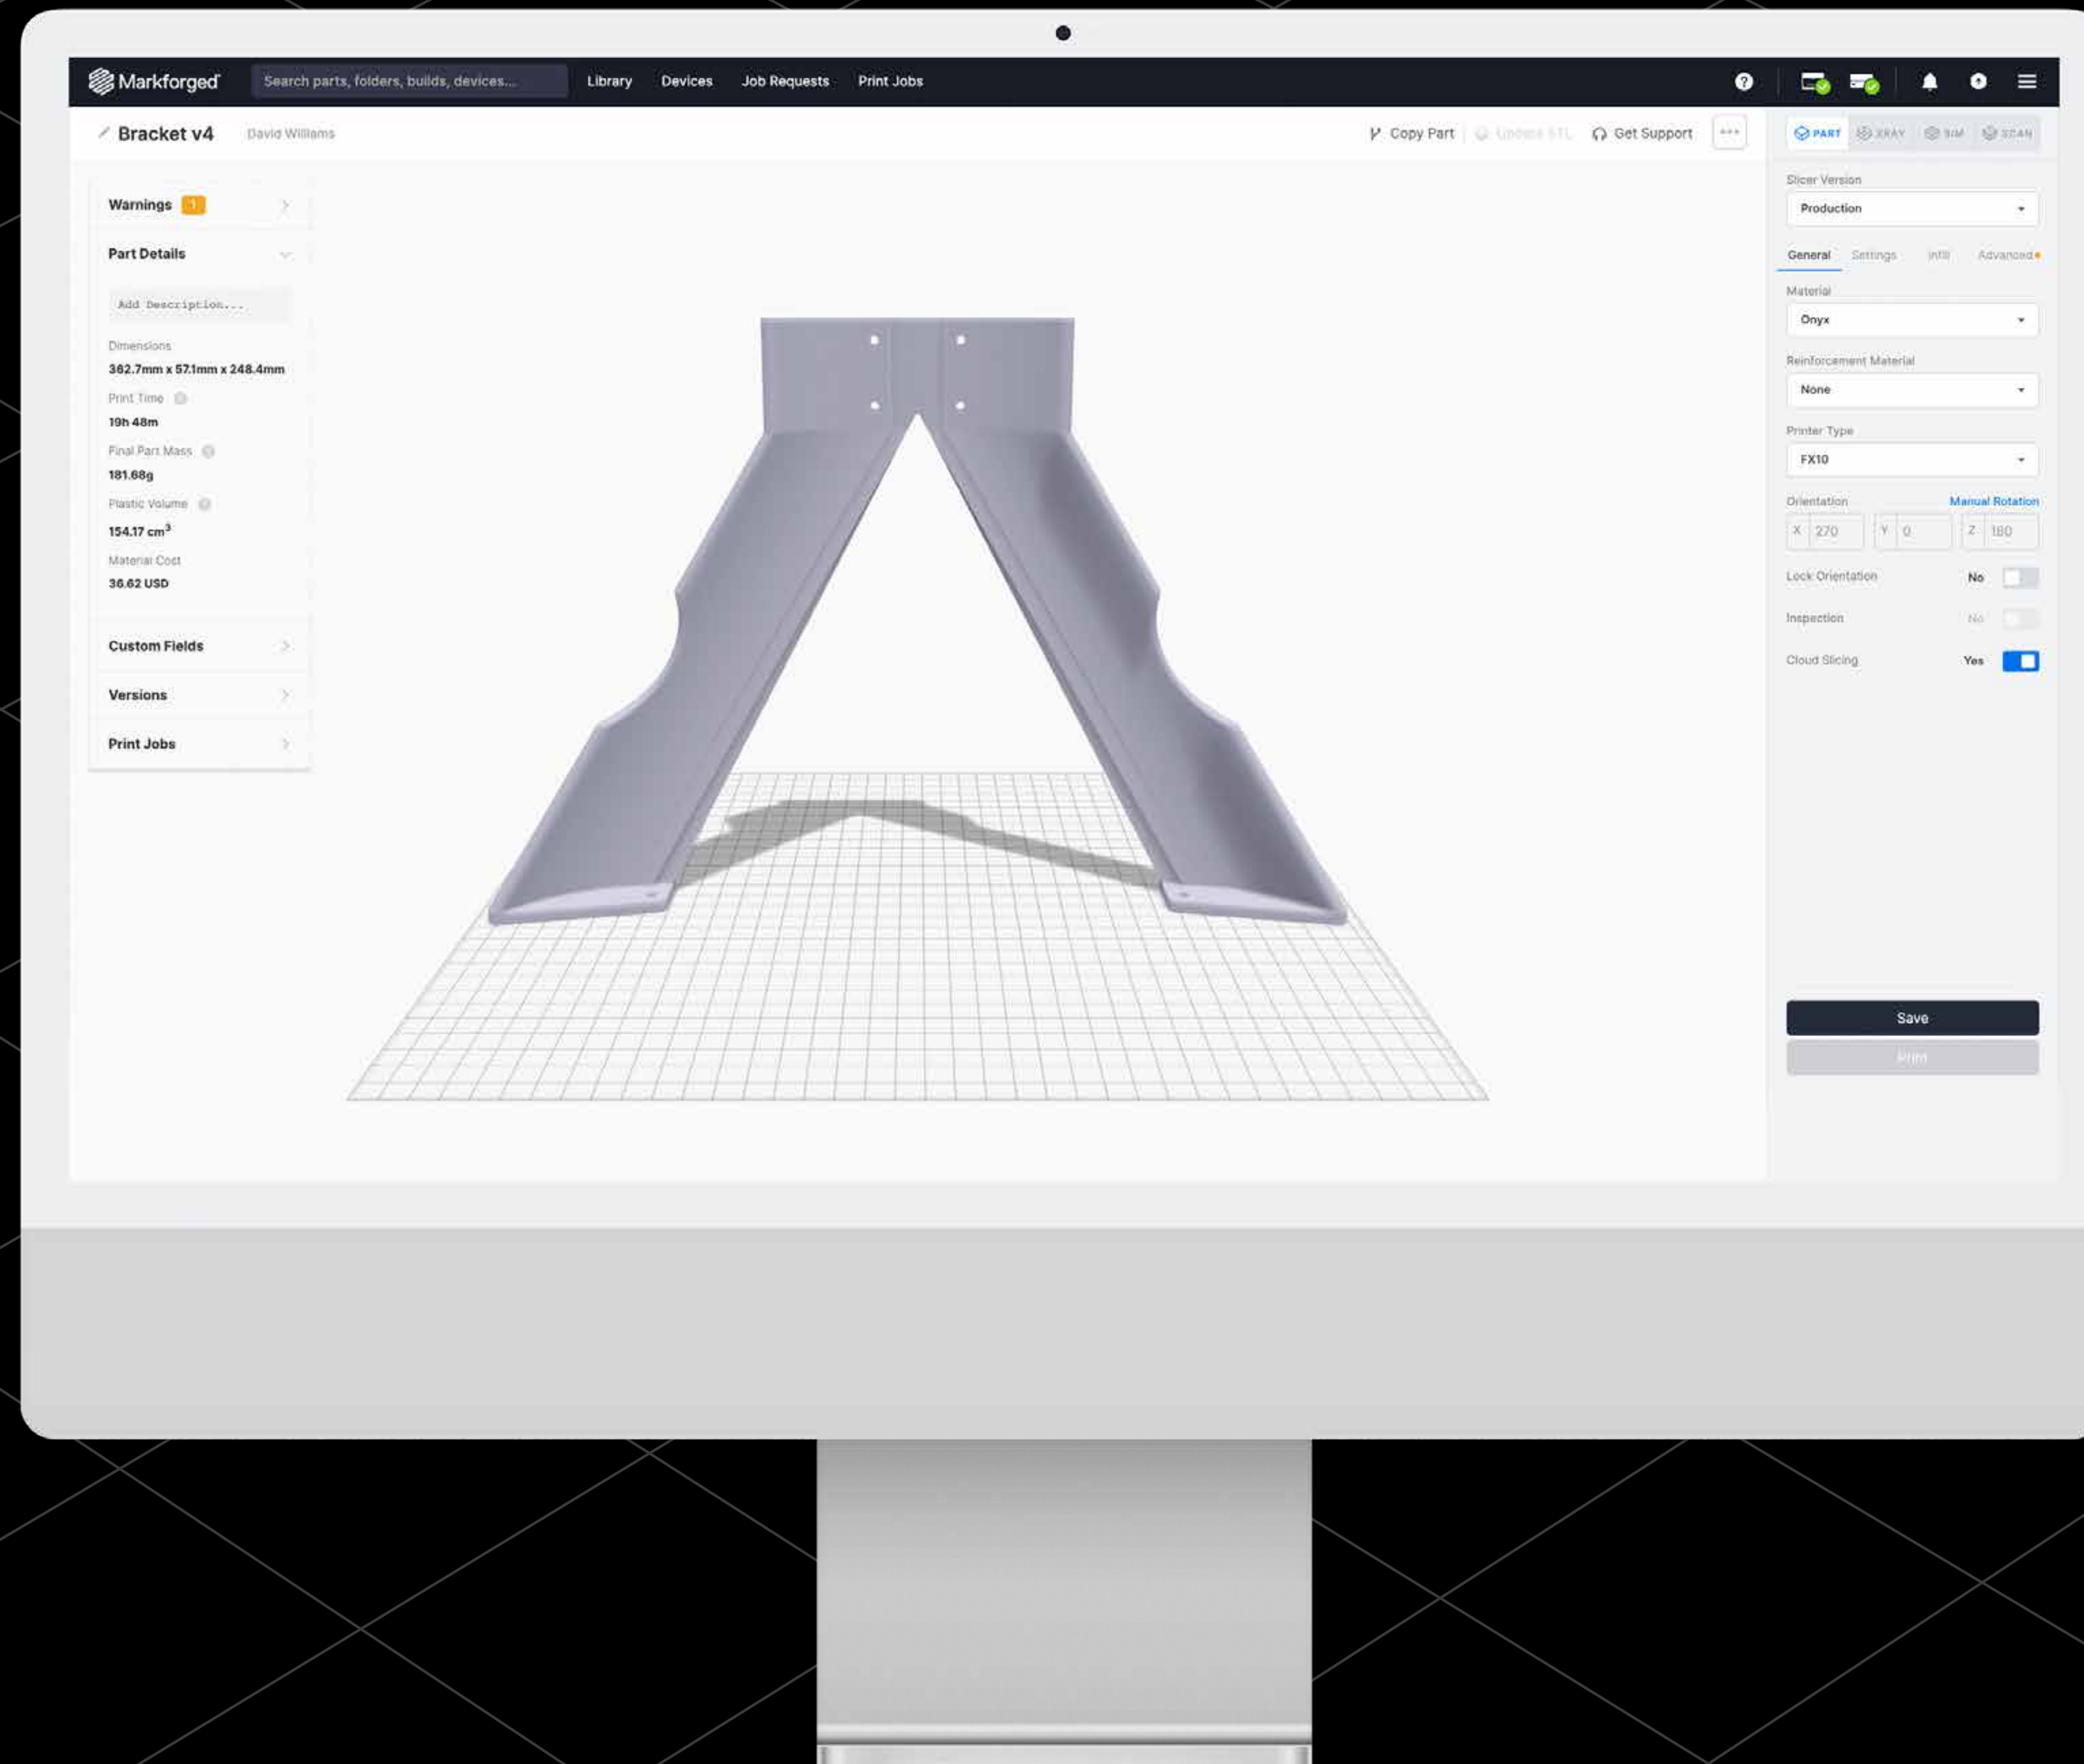 Markforged
Search parts, folders, builds, devices...
Library
Devices
Job Requests
Print Jobs
Bracket v4
David Williams
Copy Part
Update STL
Get Support
PART
XRAY
SIM
SCAN
Warnings 1
Part Details
Add Description...
Dimensions
362.7mm x 57.1mm x 248.4mm
Print Time
19h 48m
Final Part Mass
181.68g
Plastic Volume
154.17 cm³
Material Cost
36.62 USD
Custom Fields
Versions
Print Jobs
Slicer Version
Production
General
Settings
Infill
Advanced
Material
Onyx
Reinforcement Material
None
Printer Type
FX10
Orientation
Manual Rotation
X 270
Y 0
Z 180
Lock Orientation
No
Inspection
No
Cloud Slicing
Yes
Save
Print